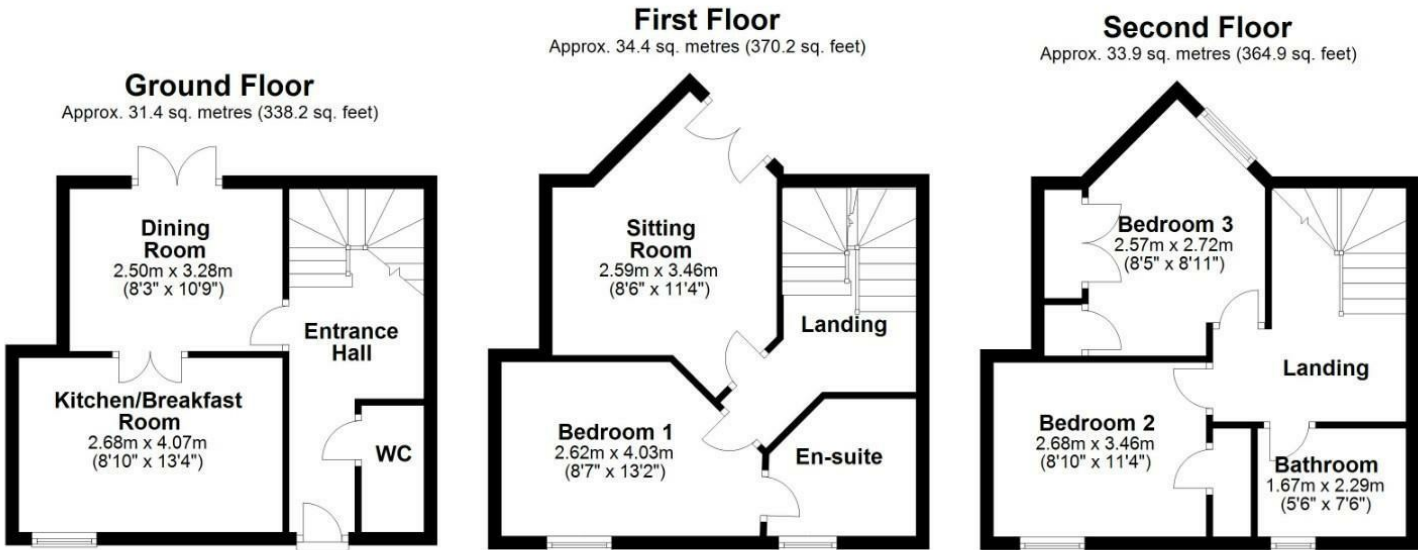 Ground Floor
Approx. 31.4 sq. metres (338.2 sq. feet)
Dining
Room
2.50m x 3.28m
(8'3" x 10'9")
Entrance
Hall
Kitchen/Breakfast
Room
2.68m x 4.07m
(8'10" x 13'4")
WC
First Floor
Approx. 34.4 sq. metres (370.2 sq. feet)
Sitting
Room
2.59m x 3.46m
(8'6" x 11'4")
Landing
Bedroom 1
2.62m x 4.03m
(8'7" x 13'2")
En-suite
Second Floor
Approx. 33.9 sq. metres (364.9 sq. feet)
Bedroom 3
2.57m x 2.72m
(8'5" x 8'11")
Landing
Bedroom 2
2.68m x 3.46m
(8'10" x 11'4")
Bathroom
1.67m x 2.29m
(5'6" x 7'6")